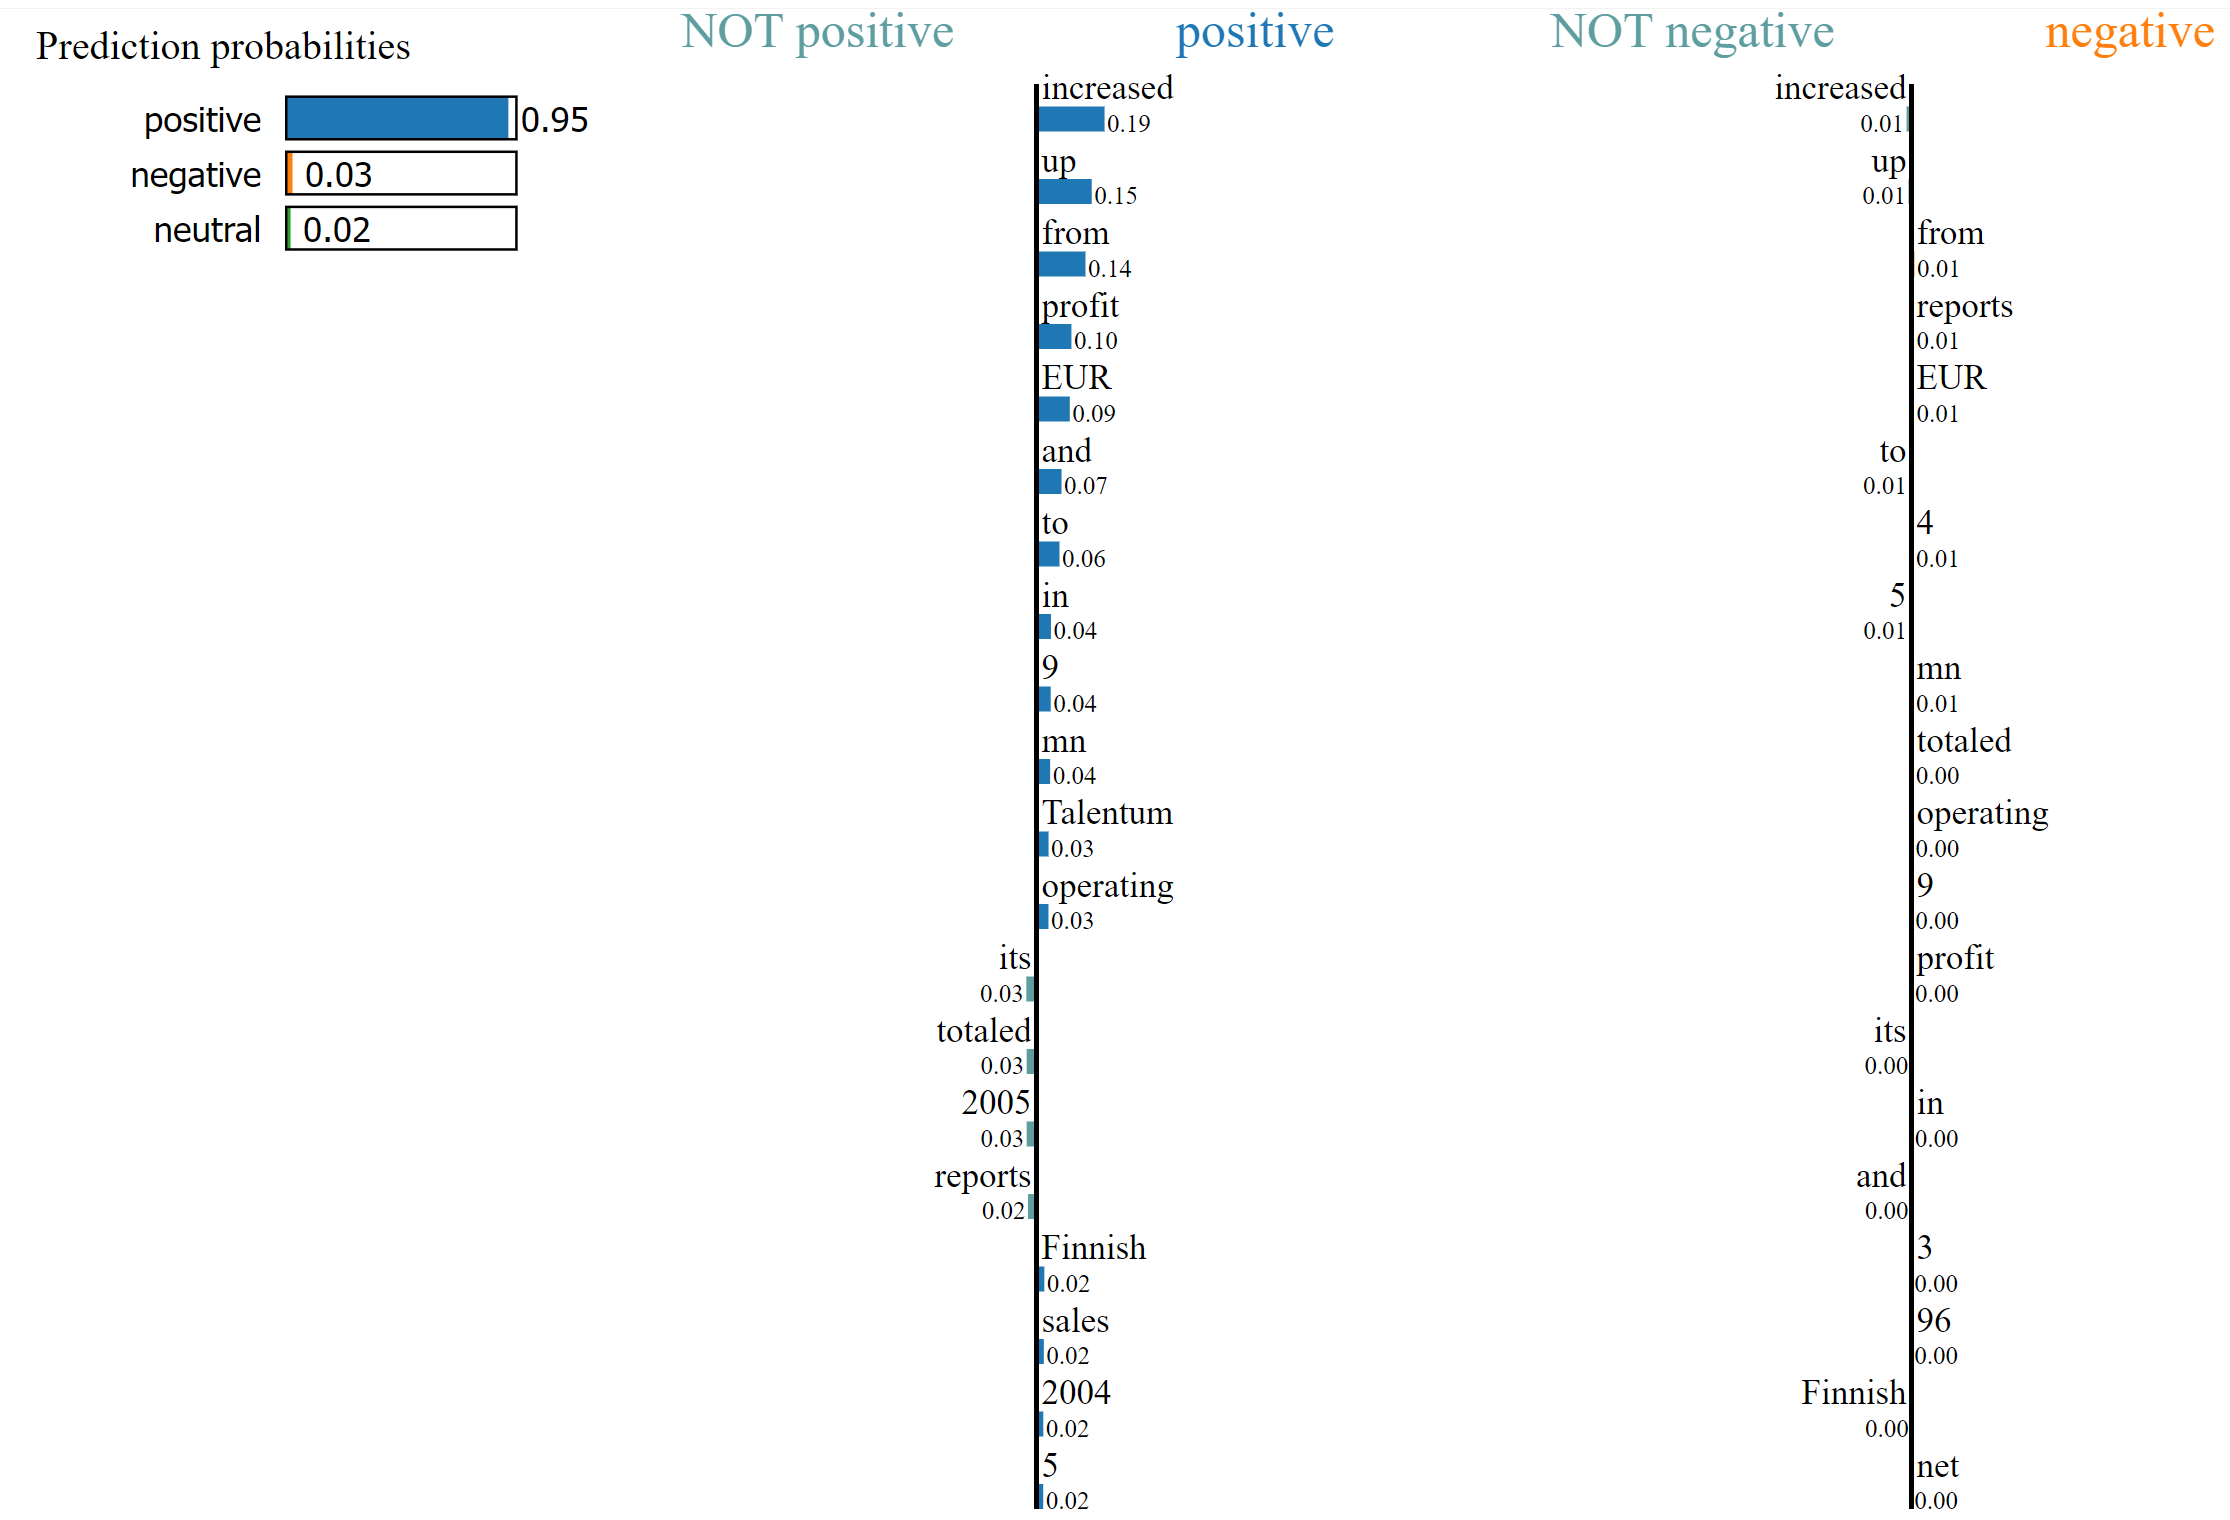 Prediction probabilities
positive 0.95
negative 0.03
neutral 0.02
NOT positive positive
increased
0.19
up
0.15
from
0.14
profit
0.10
EUR
0.09
and
0.07
to
0.06
in
0.04
9
0.04
mn
0.04
Talentum
0.03
operating
0.03
its
0.03
totaled
0.03
2005
0.03
reports
0.02
Finnish
0.02
sales
0.02
2004
0.02
5
0.02
NOT negative negative
increased
0.01
up
0.01
from
0.01
reports
0.01
EUR
0.01
to
0.01
4
0.01
5
0.01
mn
0.01
totaled
0.00
operating
0.00
9
0.00
profit
0.00
its
0.00
in
0.00
and
0.00
3
0.00
96
0.00
Finnish
0.00
net
0.00